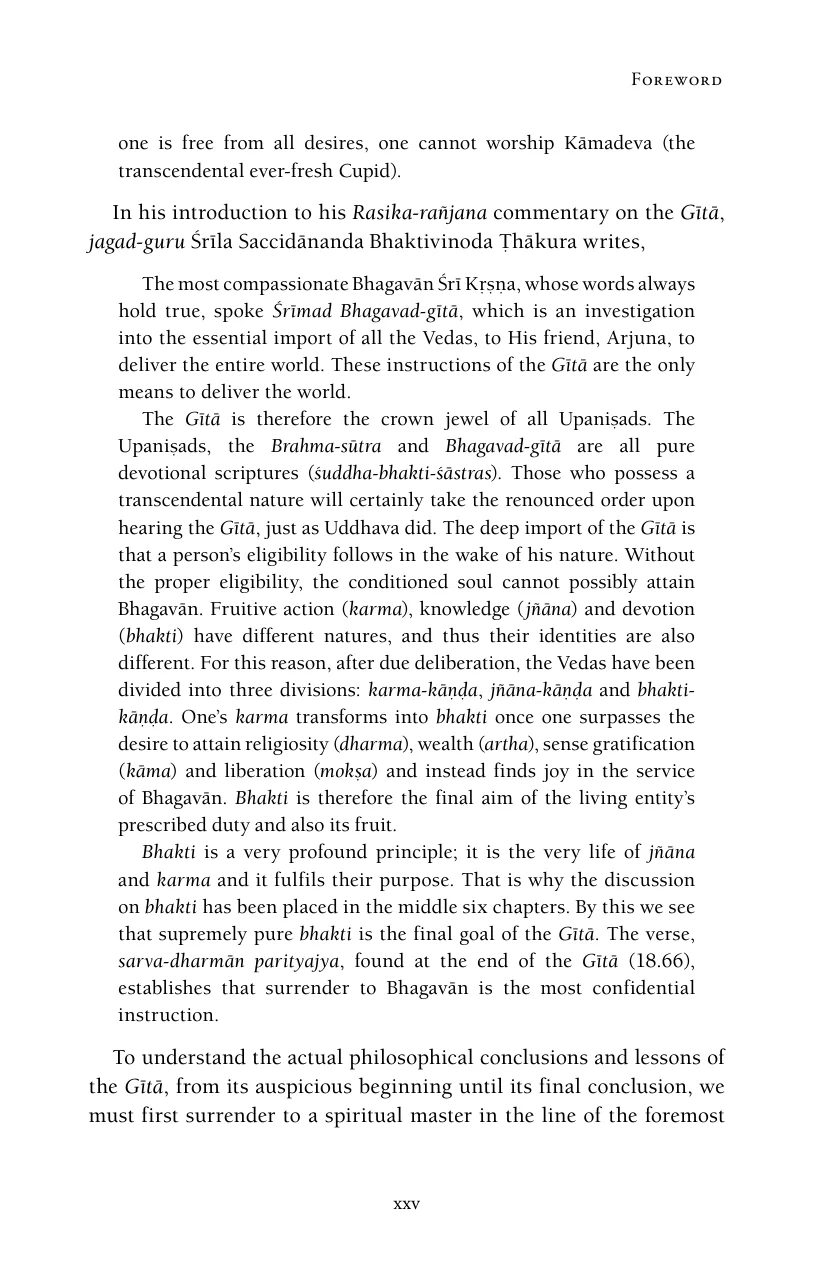 Foreword
one is free from all desires, one cannot worship Kāmadeva (the
transcendental ever-fresh Cupid).
In his introduction to his Rasika-rañjana commentary on the Gītā,
jagad-guru Śrīla Saccidānanda Bhaktivinoda Ṭhākura writes,
The most compassionate Bhagavān Śrī Kṛṣṇa, whose words always
hold true, spoke Śrīmad Bhagavad-gītā, which is an investigation
into the essential import of all the Vedas, to His friend, Arjuna, to
deliver the entire world. These instructions of the Gītā are the only
means to deliver the world.
The Gītā is therefore the crown jewel of all Upaniṣads. The
Upaniṣads, the Brahma-sūtra and Bhagavad-gītā are all pure
devotional scriptures (śuddha-bhakti-śāstras). Those who possess a
transcendental nature will certainly take the renounced order upon
hearing the Gītā, just as Uddhava did. The deep import of the Gītā is
that a person’s eligibility follows in the wake of his nature. Without
the proper eligibility, the conditioned soul cannot possibly attain
Bhagavān. Fruitive action (karma), knowledge (jñāna) and devotion
(bhakti) have different natures, and thus their identities are also
different. For this reason, after due deliberation, the Vedas have been
divided into three divisions: karma-kāṇḍa, jñāna-kāṇḍa and bhakti-
kāṇḍa. One’s karma transforms into bhakti once one surpasses the
desire to attain religiosity (dharma), wealth (artha), sense gratification
(kāma) and liberation (mokṣa) and instead finds joy in the service
of Bhagavān. Bhakti is therefore the final aim of the living entity’s
prescribed duty and also its fruit.
Bhakti is a very profound principle; it is the very life of jñāna
and karma and it fulfils their purpose. That is why the discussion
on bhakti has been placed in the middle six chapters. By this we see
that supremely pure bhakti is the final goal of the Gītā. The verse,
sarva-dharmān parityajya, found at the end of the Gītā (18.66),
establishes that surrender to Bhagavān is the most confidential
instruction.
To understand the actual philosophical conclusions and lessons of
the Gītā, from its auspicious beginning until its final conclusion, we
must first surrender to a spiritual master in the line of the foremost
xxv